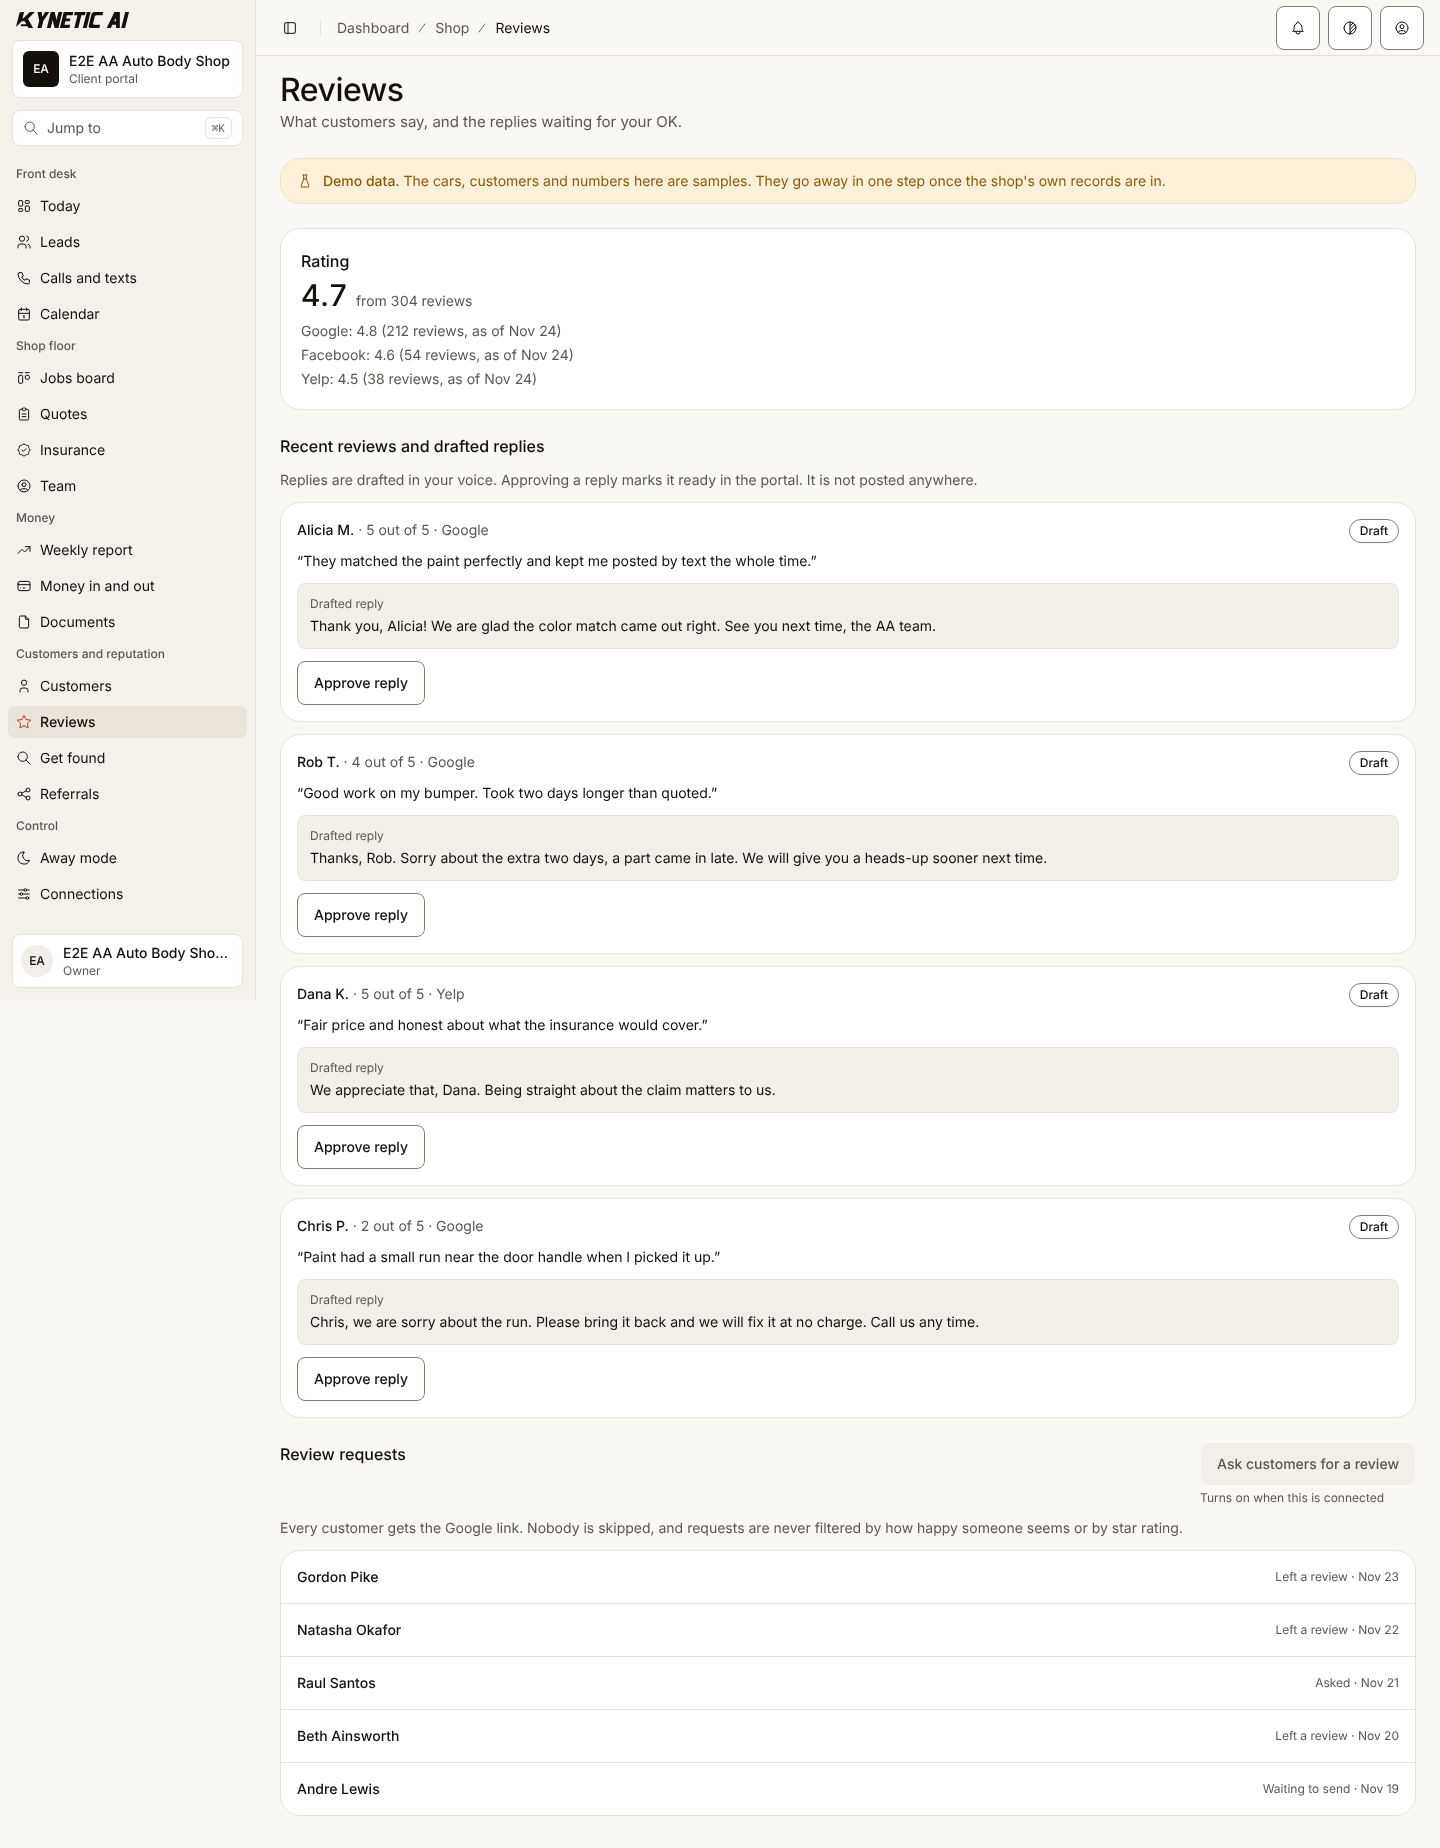 KYNETIC AI
EA
E2E AA Auto Body Shop
Client portal
Jump to
⌘K
Front desk
Today
Leads
Calls and texts
Calendar
Shop floor
Jobs board
Quotes
Insurance
Team
Money
Weekly report
Money in and out
Documents
Customers and reputation
Customers
Reviews
Get found
Referrals
Control
Away mode
Connections
EA
E2E AA Auto Body Sho...
Owner
Dashboard / Shop / Reviews
Reviews
What customers say, and the replies waiting for your OK.
Demo data. The cars, customers and numbers here are samples. They go away in one step once the shop's own records are in.
Rating
4.7 from 304 reviews
Google: 4.8 (212 reviews, as of Nov 24)
Facebook: 4.6 (54 reviews, as of Nov 24)
Yelp: 4.5 (38 reviews, as of Nov 24)
Recent reviews and drafted replies
Replies are drafted in your voice. Approving a reply marks it ready in the portal. It is not posted anywhere.
Alicia M. · 5 out of 5 · Google
Draft
“They matched the paint perfectly and kept me posted by text the whole time.”
Drafted reply
Thank you, Alicia! We are glad the color match came out right. See you next time, the AA team.
Approve reply
Rob T. · 4 out of 5 · Google
Draft
“Good work on my bumper. Took two days longer than quoted.”
Drafted reply
Thanks, Rob. Sorry about the extra two days, a part came in late. We will give you a heads-up sooner next time.
Approve reply
Dana K. · 5 out of 5 · Yelp
Draft
“Fair price and honest about what the insurance would cover.”
Drafted reply
We appreciate that, Dana. Being straight about the claim matters to us.
Approve reply
Chris P. · 2 out of 5 · Google
Draft
“Paint had a small run near the door handle when I picked it up.”
Drafted reply
Chris, we are sorry about the run. Please bring it back and we will fix it at no charge. Call us any time.
Approve reply
Review requests
Ask customers for a review
Turns on when this is connected
Every customer gets the Google link. Nobody is skipped, and requests are never filtered by how happy someone seems or by star rating.
Gordon Pike
Left a review · Nov 23
Natasha Okafor
Left a review · Nov 22
Raul Santos
Asked · Nov 21
Beth Ainsworth
Left a review · Nov 20
Andre Lewis
Waiting to send · Nov 19